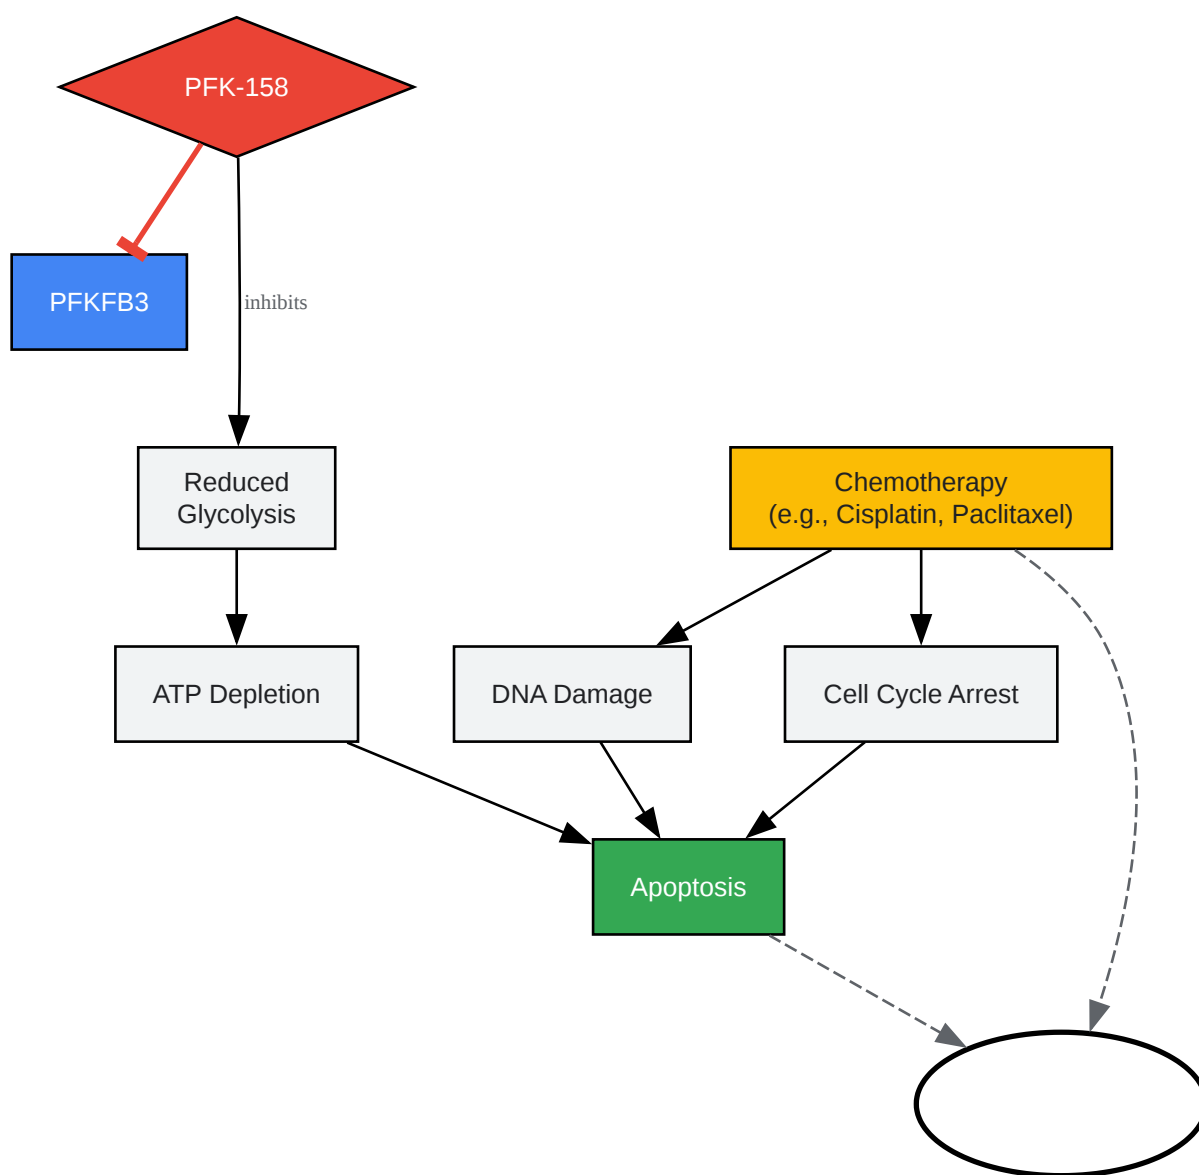 PFK-158
PFKFB3
inhibits
Reduced
Glycolysis
Chemotherapy
(e.g., Cisplatin, Paclitaxel)
ATP Depletion
DNA Damage
Cell Cycle Arrest
Apoptosis